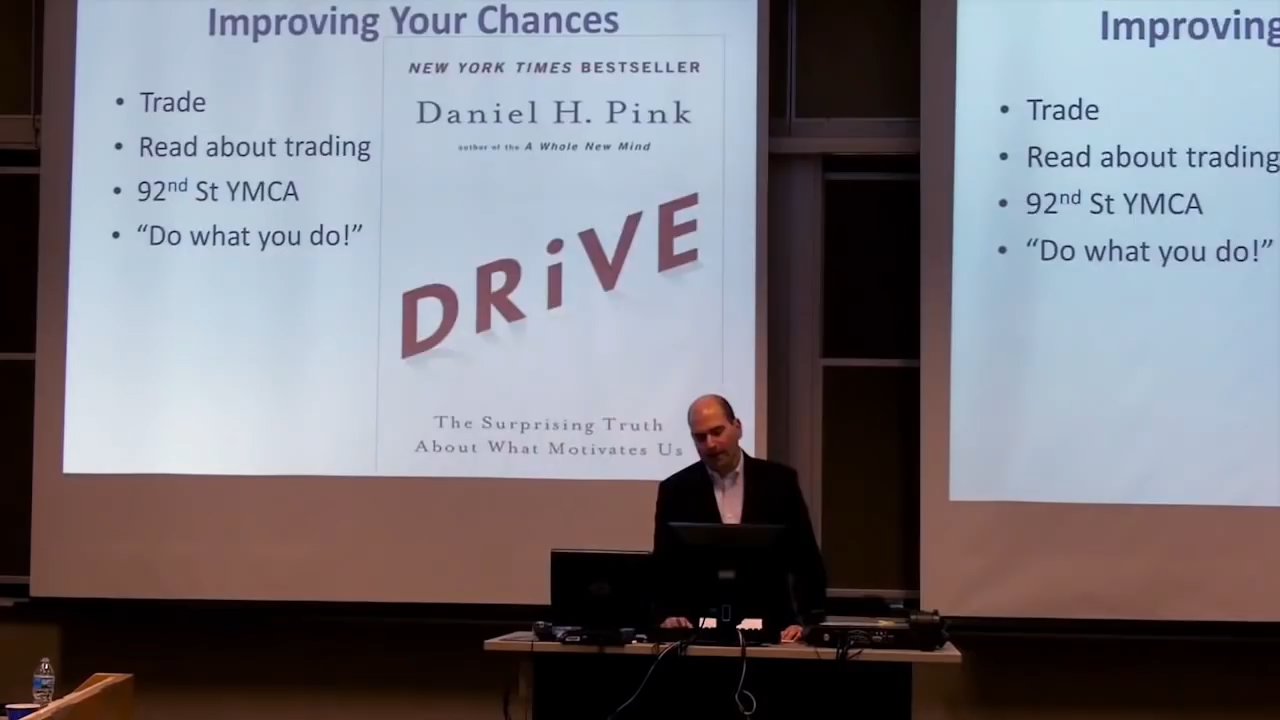 Improving Your Chances
• Trade
• Read about trading
• 92nd St YMCA
• “Do what you do!”
NEW YORK TIMES BESTSELLER
Daniel H. Pink
author of the A Whole New Mind
DRiVE
The Surprising Truth
About What Motivates Us
Improving
• Trade
• Read about trading
• 92nd St YMCA
• “Do what you do!”